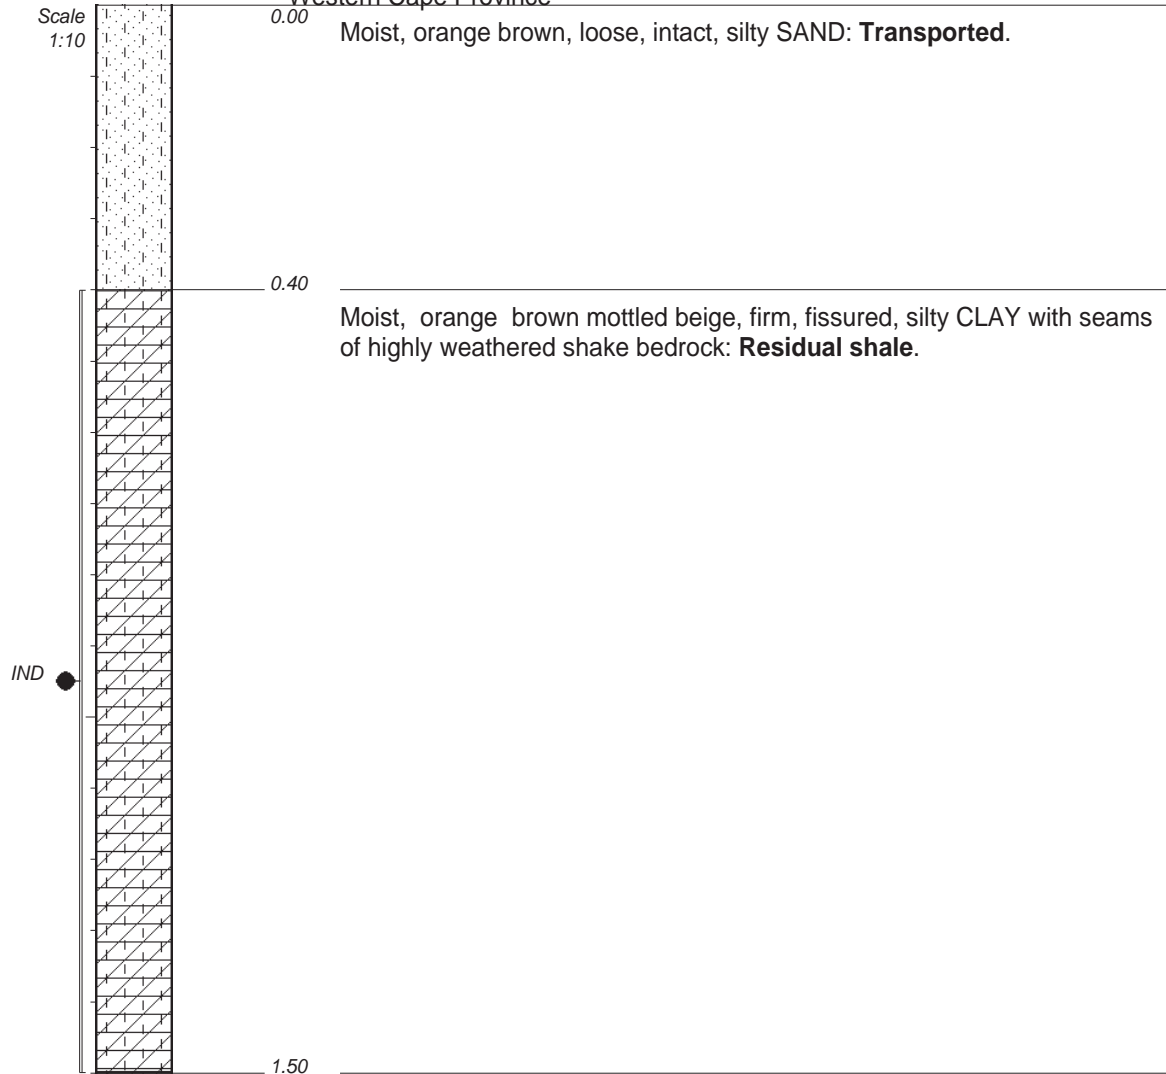 Western Cape Province
Scale
1:10
0.00
Moist, orange brown, loose, intact, silty SAND: Transported.
0.40
Moist, orange brown mottled beige, firm, fissured, silty CLAY with seams
of highly weathered shake bedrock: Residual shale.
IND
1.50